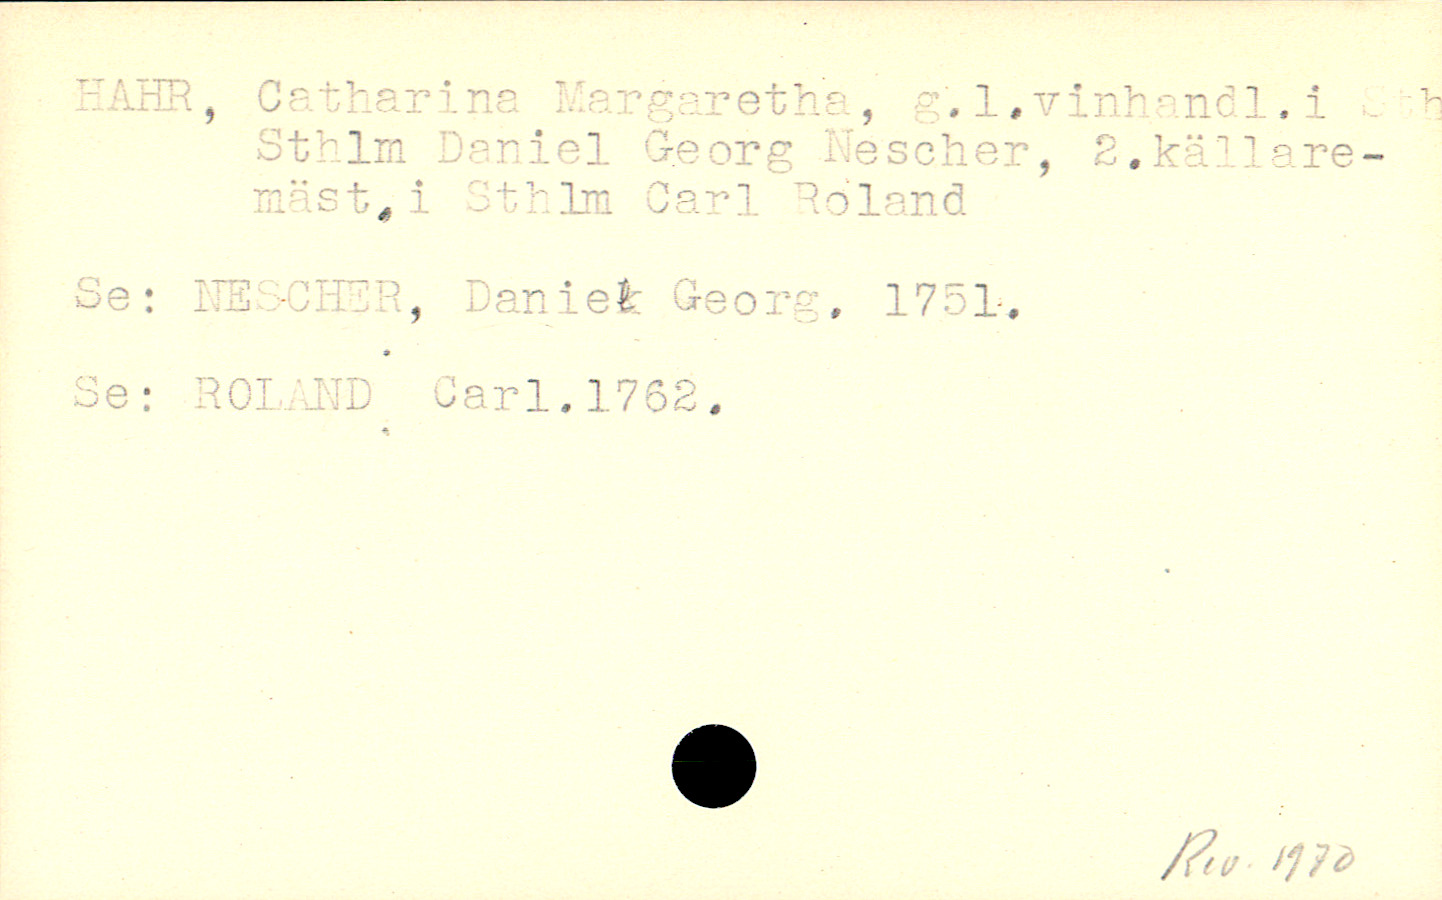 HAHR, Catharina Margaretha, g.1.vinhandl.i Sth
Sthlm Daniel Georg Nescher, 2.källare-
mäst.i Sthlm Carl Roland
Se: NESCHER, Daniel Georg. 1751.
Se: ROLAND Carl.1762.
Rev. 1970